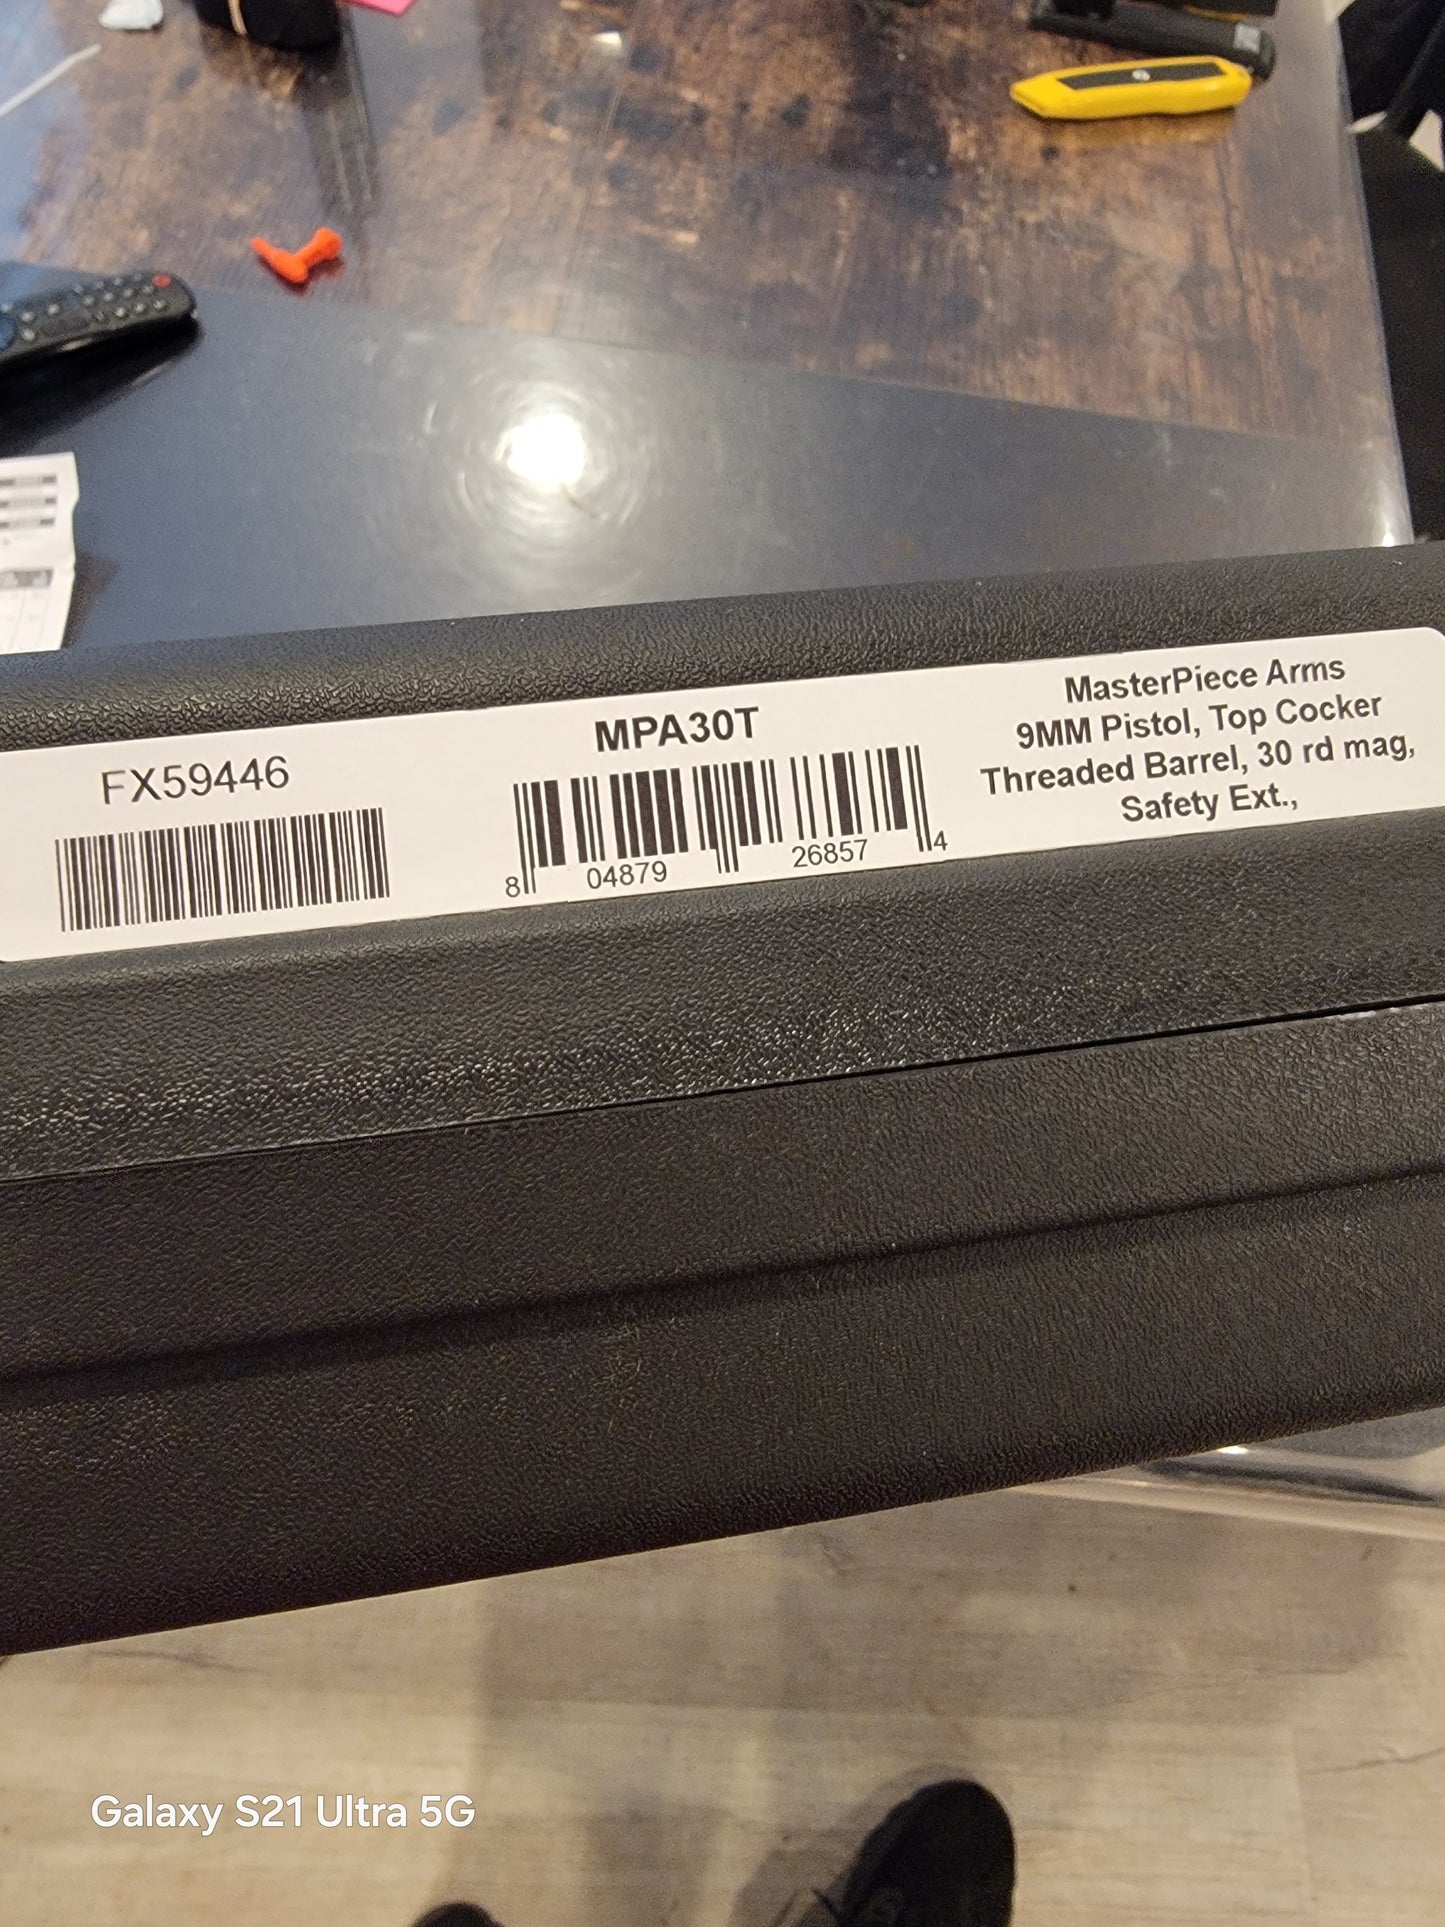 FX59446
MPA30T
8 04879 26857 4
MasterPiece Arms
9MM Pistol, Top Cocker
Threaded Barrel, 30 rd mag,
Safety Ext.,
Galaxy S21 Ultra 5G